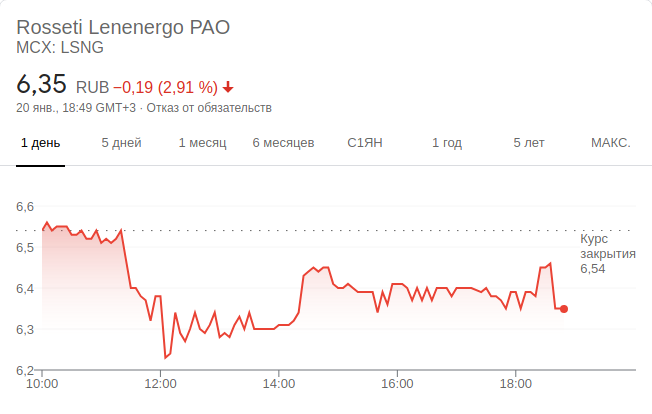 Rosseti Lenenergo PAO
MCX: LSNG
6,35 RUB −0,19 (2,91 %)
20 янв., 18:49 GMT+3 · Отказ от обязательств
1 день 5 дней 1 месяц 6 месяцев С1ЯН 1 год 5 лет МАКС.
6,6
Курс
закрытия
6,54
6,5
6,4
6,3
6,2
10:00 12:00 14:00 16:00 18:00